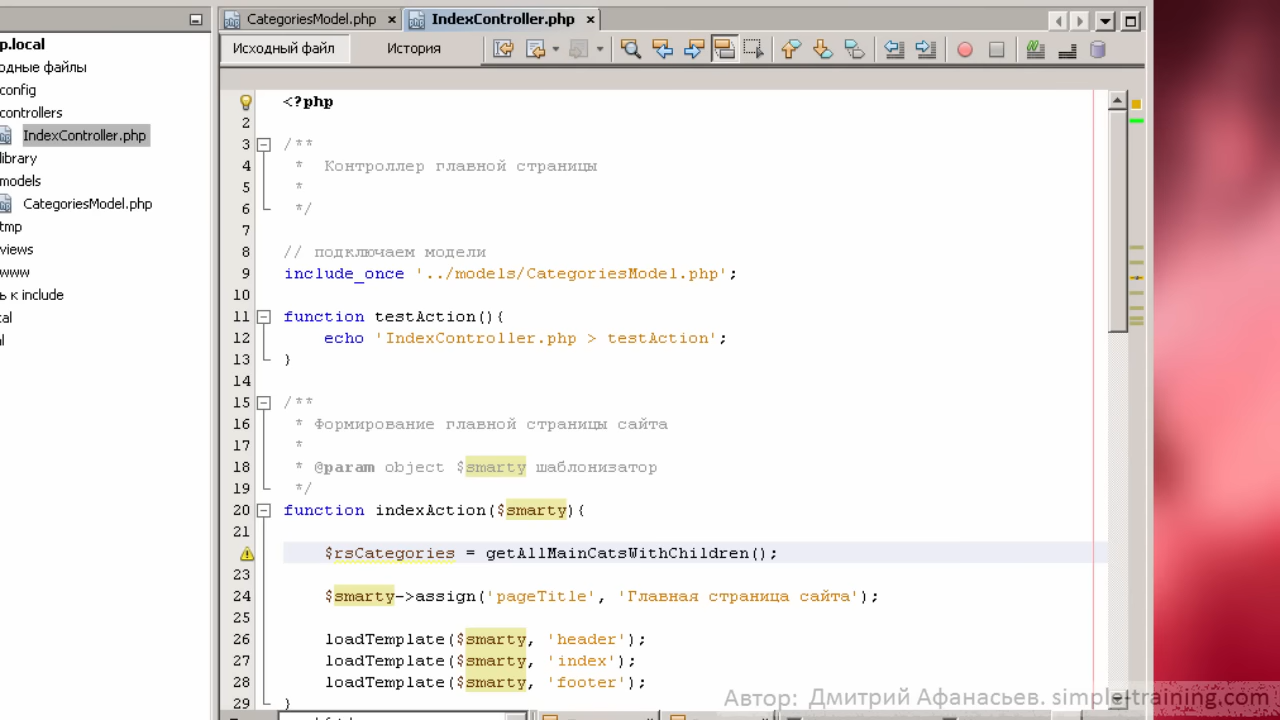 CategoriesModel.php
IndexController.php
p.local
Исходный файл
История
одные файлы
config
controllers
IndexController.php
library
models
CategoriesModel.php
tmp
views
www
ь к include
<?php
2
3 /**
4 * Контроллер главной страницы
5 *
6 */
7
8 // подключаем модели
9 include_once '../models/CategoriesModel.php';
10
11 function testAction(){
12 echo 'IndexController.php > testAction';
13 }
14
15 /**
16 * Формирование главной страницы сайта
17 *
18 * @param object $smarty шаблонизатор
19 */
20 function indexAction($smarty){
21
$rsCategories = getAllMainCatsWithChildren();
23
24 $smarty->assign('pageTitle', 'Главная страница сайта');
25
26 loadTemplate($smarty, 'header');
27 loadTemplate($smarty, 'index');
28 loadTemplate($smarty, 'footer');
29 }
Автор: Дмитрий Афанасьев. simple-training.com